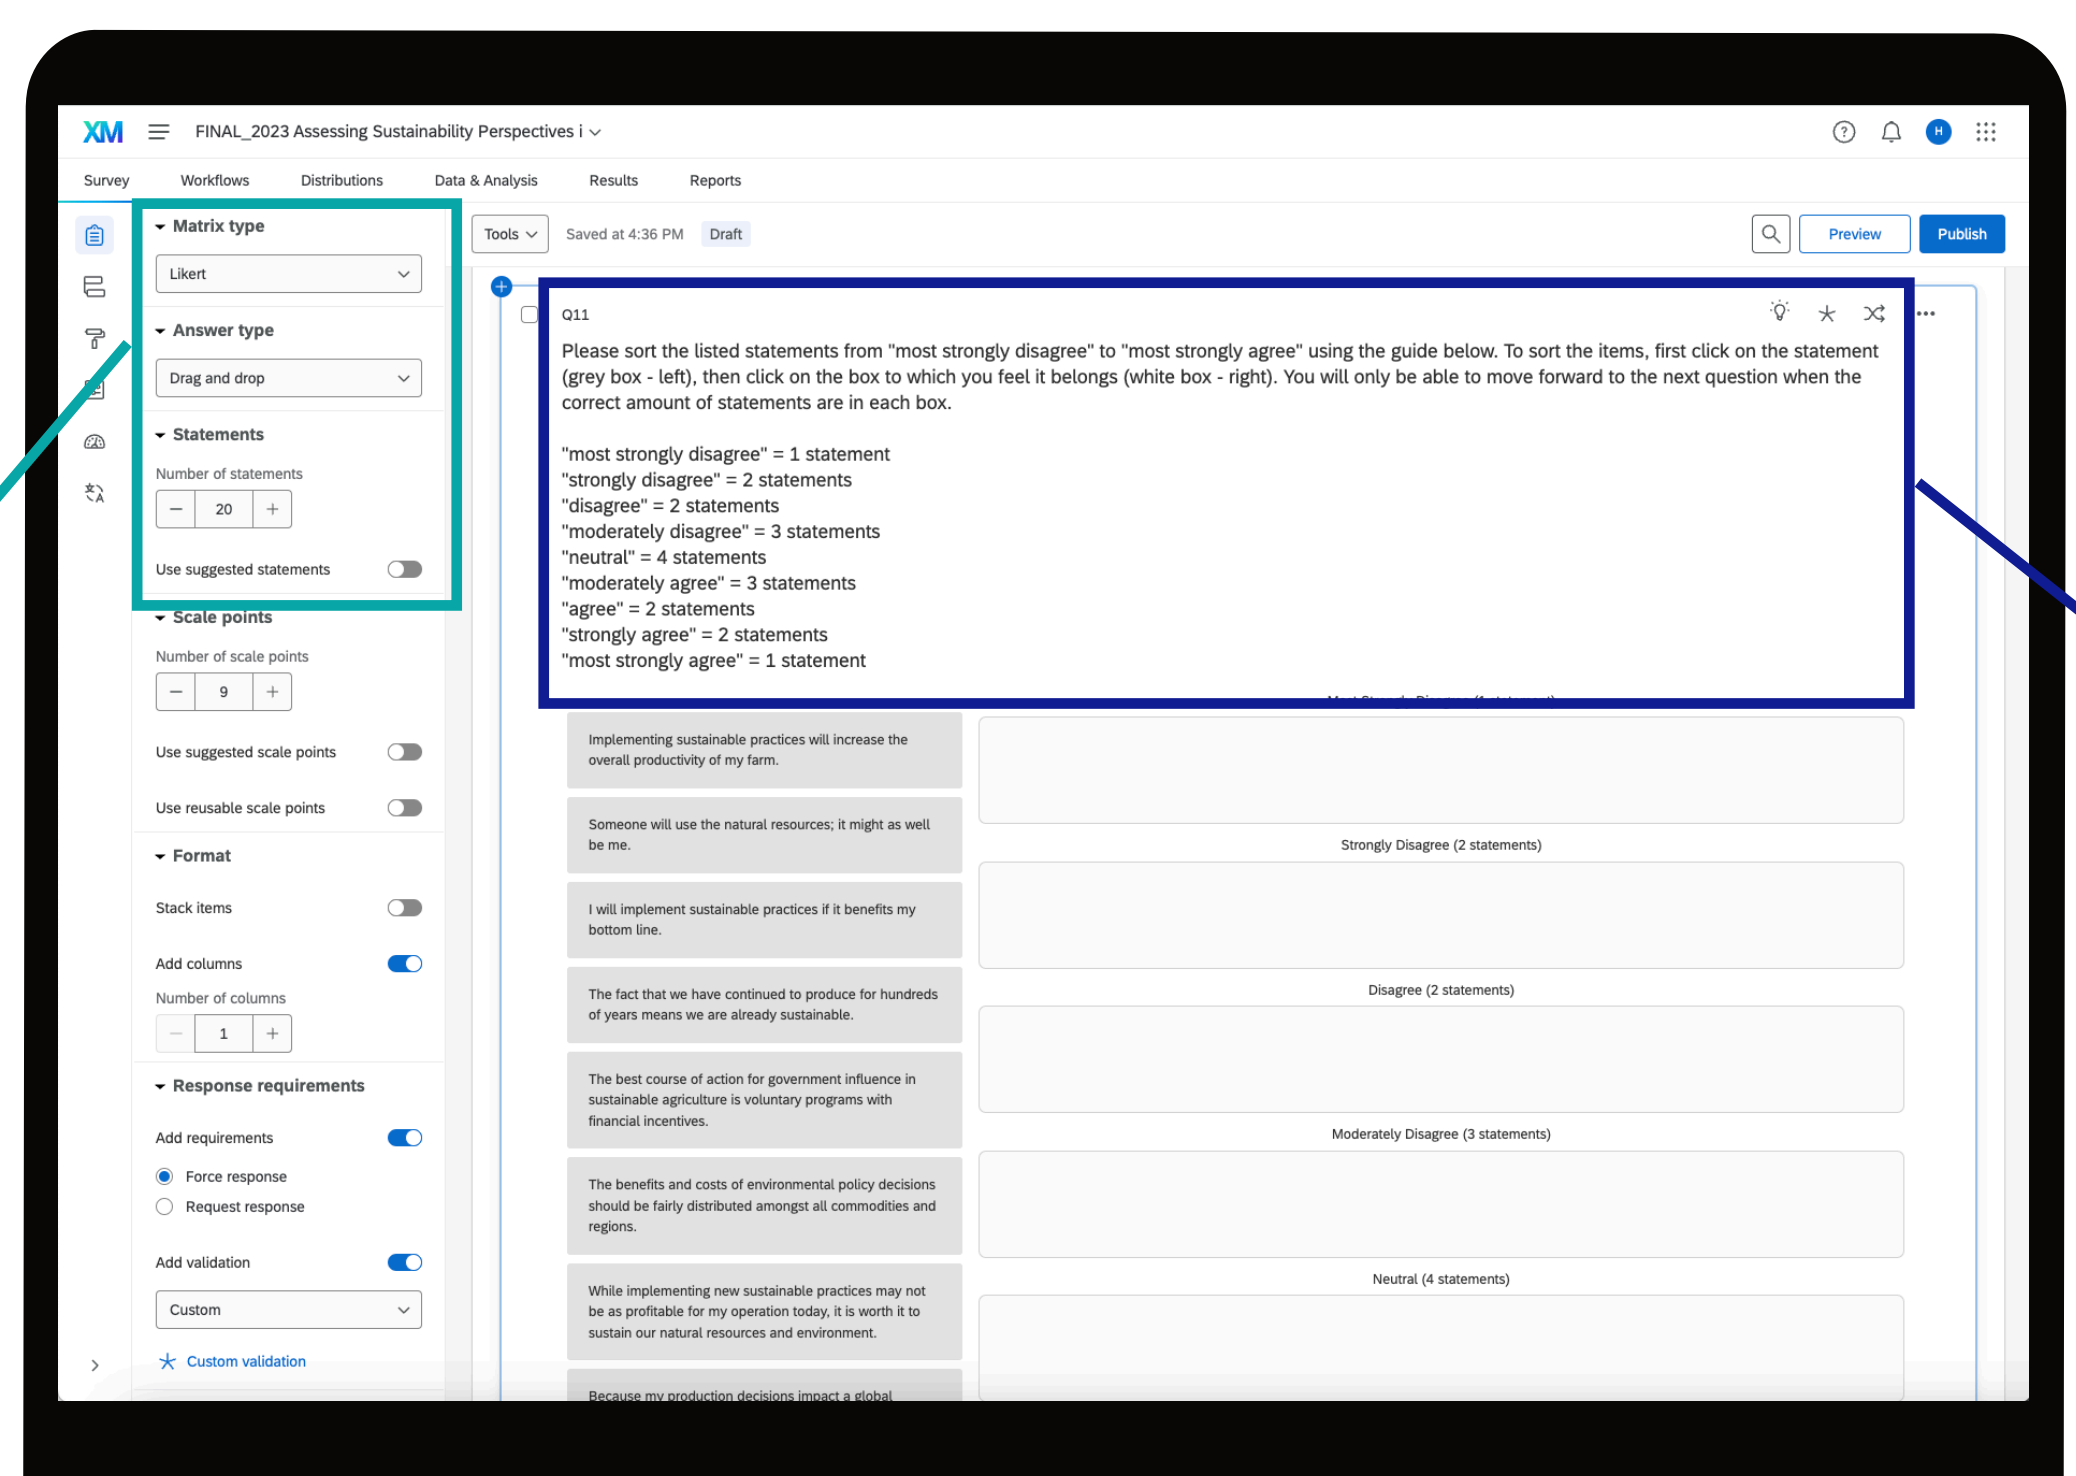 XM
FINAL_2023 Assessing Sustainability Perspectives i
H
Survey
Workflows
Distributions
Data & Analysis
Results
Reports
Matrix type
Likert
Answer type
Drag and drop
Statements
Number of statements
20
Use suggested statements
Scale points
Number of scale points
9
Use suggested scale points
Use reusable scale points
Format
Stack items
Add columns
Number of columns
1
Response requirements
Add requirements
Force response
Request response
Add validation
Custom
Custom validation
Tools
Saved at 4:36 PM
Draft
Preview
Publish
Q11
Please sort the listed statements from "most strongly disagree" to "most strongly agree" using the guide below. To sort the items, first click on the statement
(grey box - left), then click on the box to which you feel it belongs (white box - right). You will only be able to move forward to the next question when the
correct amount of statements are in each box.
"most strongly disagree" = 1 statement
"strongly disagree" = 2 statements
"disagree" = 2 statements
"moderately disagree" = 3 statements
"neutral" = 4 statements
"moderately agree" = 3 statements
"agree" = 2 statements
"strongly agree" = 2 statements
"most strongly agree" = 1 statement
Implementing sustainable practices will increase the
overall productivity of my farm.
Someone will use the natural resources; it might as well
be me.
I will implement sustainable practices if it benefits my
bottom line.
The fact that we have continued to produce for hundreds
of years means we are already sustainable.
The best course of action for government influence in
sustainable agriculture is voluntary programs with
financial incentives.
The benefits and costs of environmental policy decisions
should be fairly distributed amongst all commodities and
regions.
While implementing new sustainable practices may not
be as profitable for my operation today, it is worth it to
sustain our natural resources and environment.
Because my production decisions impact a global
Strongly Disagree (2 statements)
Disagree (2 statements)
Moderately Disagree (3 statements)
Neutral (4 statements)